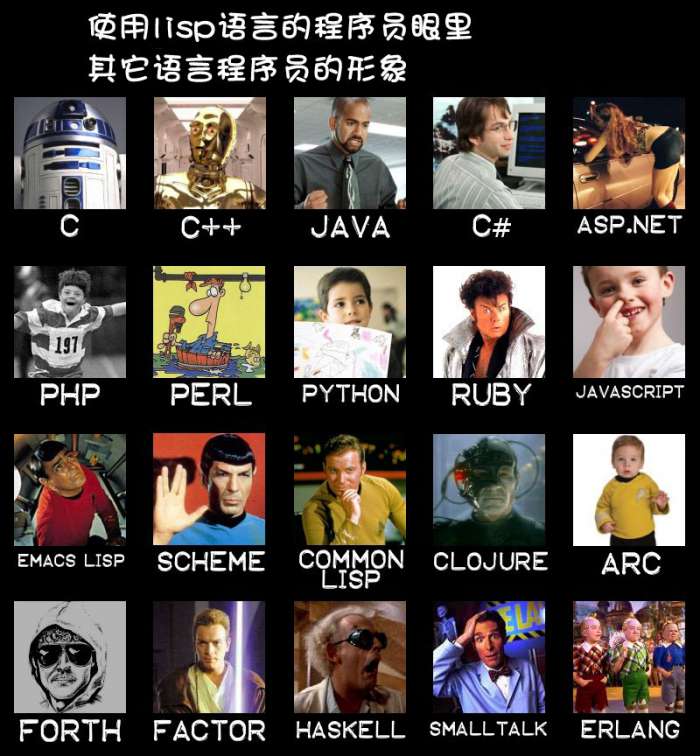 使用lisp语言的程序员眼里
其它语言程序员的形象
C
C++
JAVA
C#
ASP.NET
197
PHP
PERL
PYTHON
RUBY
JAVASCRIPT
EMACS LISP
SCHEME
COMMON
LISP
CLOJURE
ARC
FORTH
FACTOR
HASKELL
SMALLTALK
ERLANG